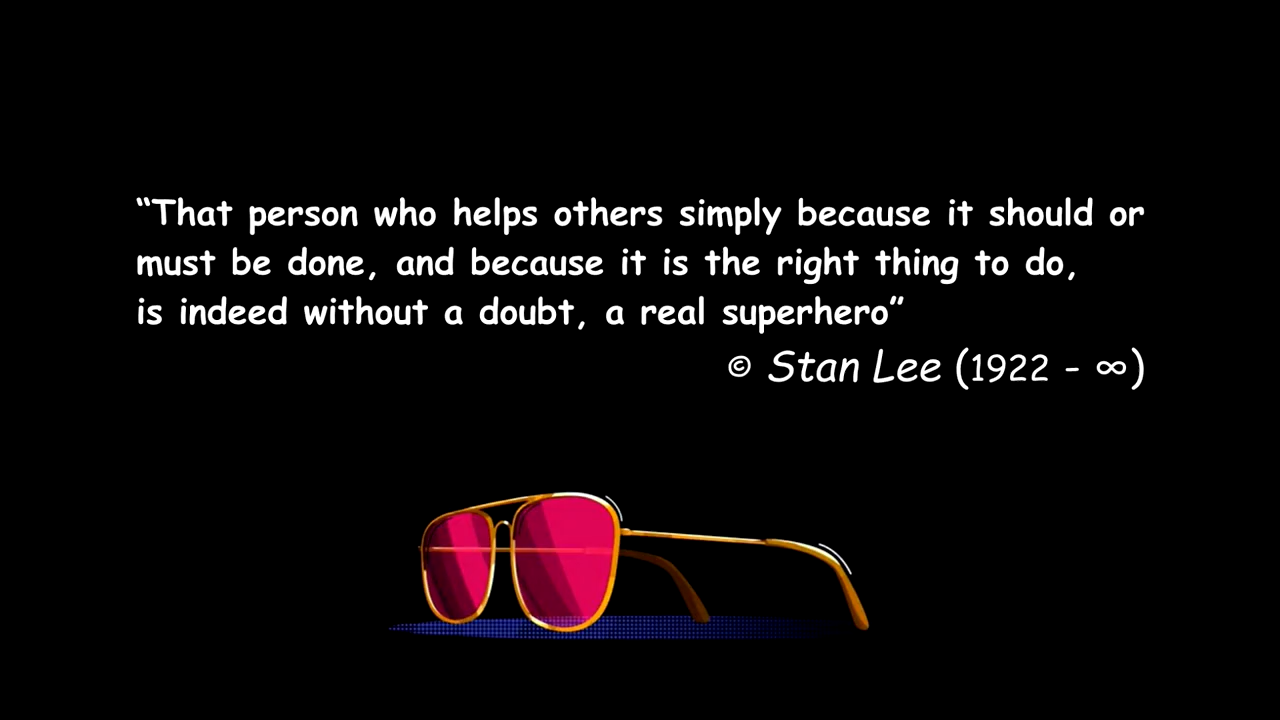 “That person who helps others simply because it should or
must be done, and because it is the right thing to do,
is indeed without a doubt, a real superhero”
© Stan Lee (1922 - ∞)